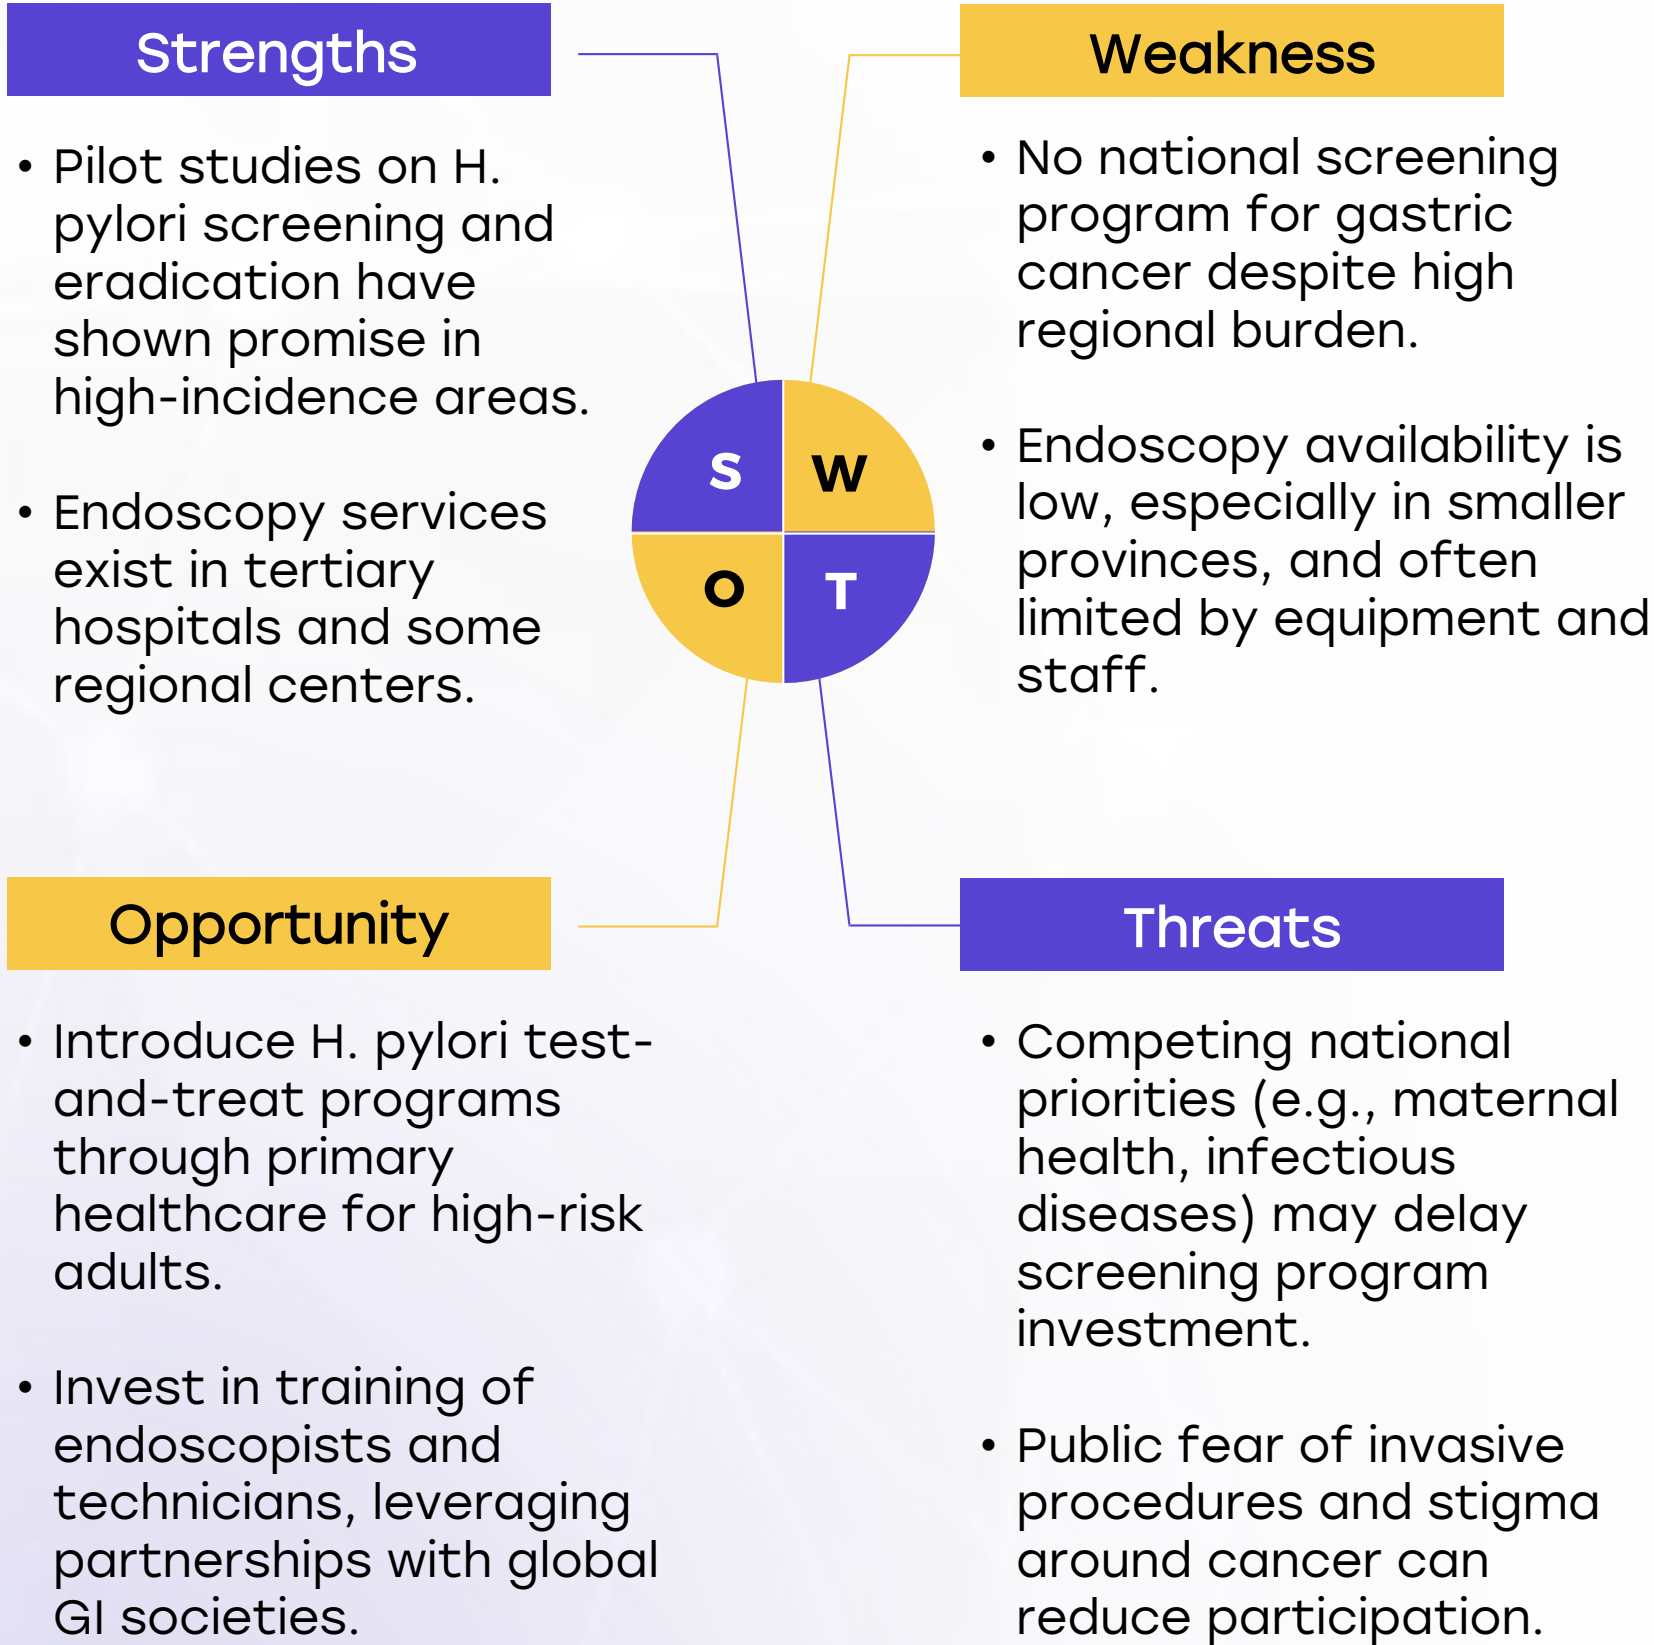 Strengths
• Pilot studies on H.
pylori screening and
eradication have
shown promise in
high-incidence areas.
• Endoscopy services
exist in tertiary
hospitals and some
regional centers.
Weakness
• No national screening
program for gastric
cancer despite high
regional burden.
• Endoscopy availability is
low, especially in smaller
provinces, and often
limited by equipment and
staff.
S
W
O
T
Opportunity
• Introduce H. pylori test-
and-treat programs
through primary
healthcare for high-risk
adults.
• Invest in training of
endoscopists and
technicians, leveraging
partnerships with global
GI societies.
Threats
• Competing national
priorities (e.g., maternal
health, infectious
diseases) may delay
screening program
investment.
• Public fear of invasive
procedures and stigma
around cancer can
reduce participation.